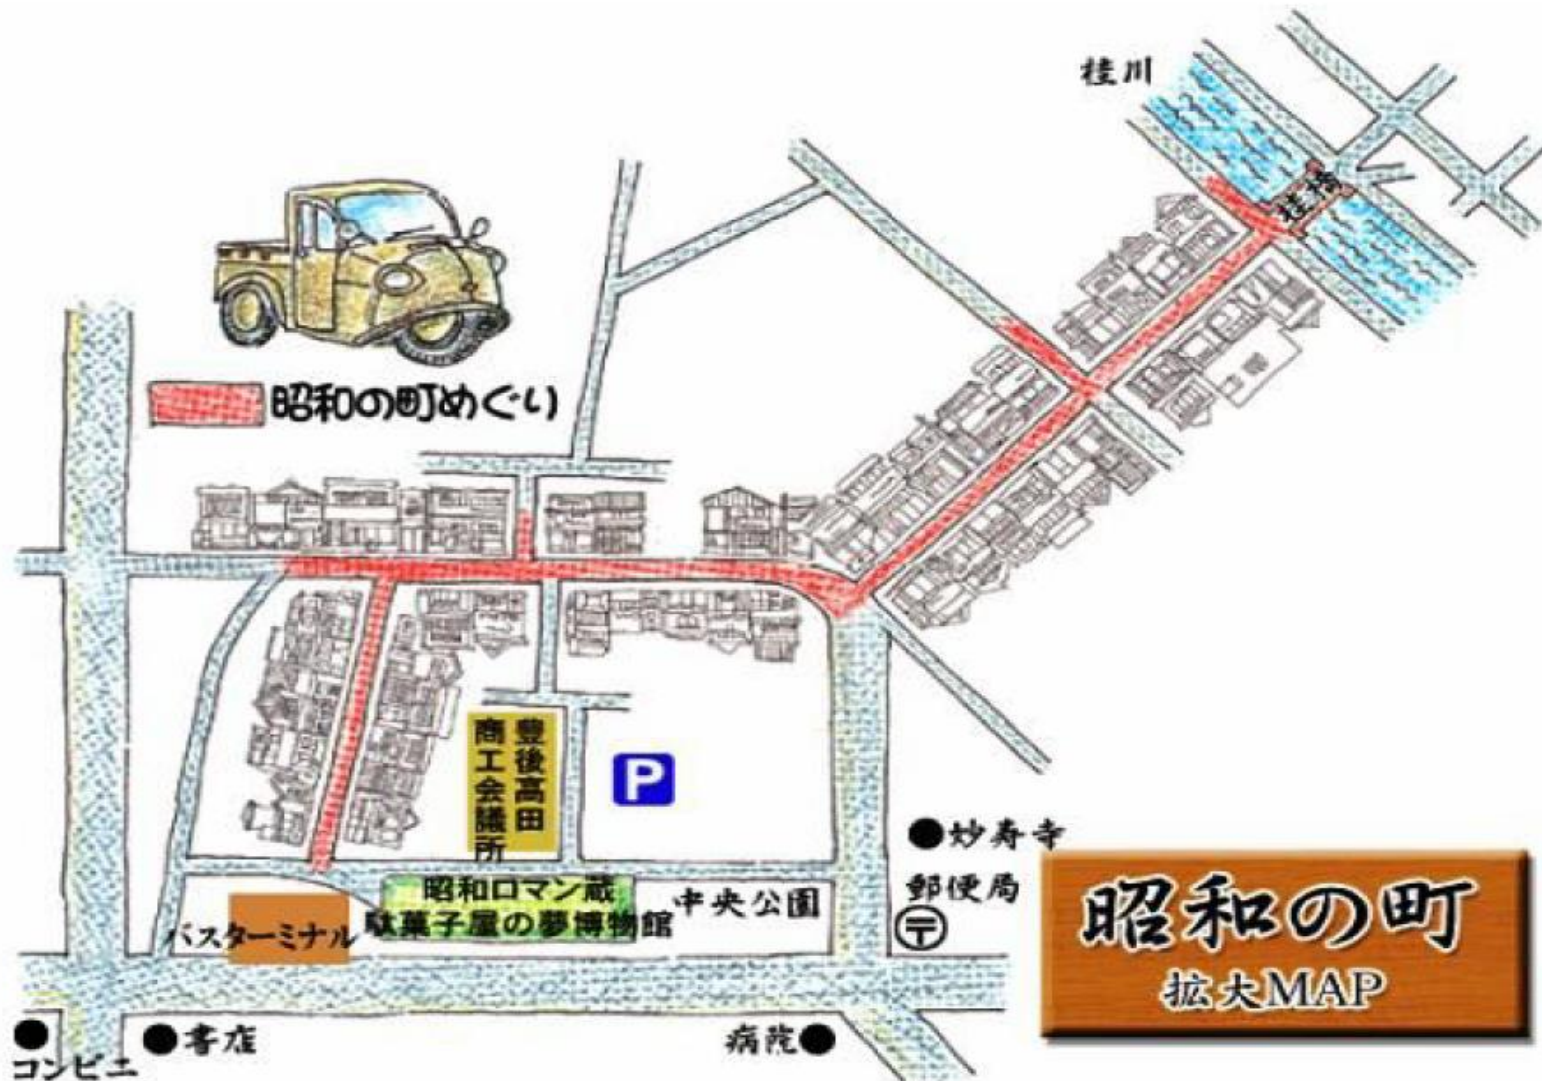 桂川
桂橋
昭和の町めぐり
豊後高田
商工会議所
P
妙寿寺
昭和ロマン蔵
駄菓子屋の夢博物館
中央公園
郵便局
〒
バスターミナル
昭和の町
拡大MAP
書店
病院
コンビニ